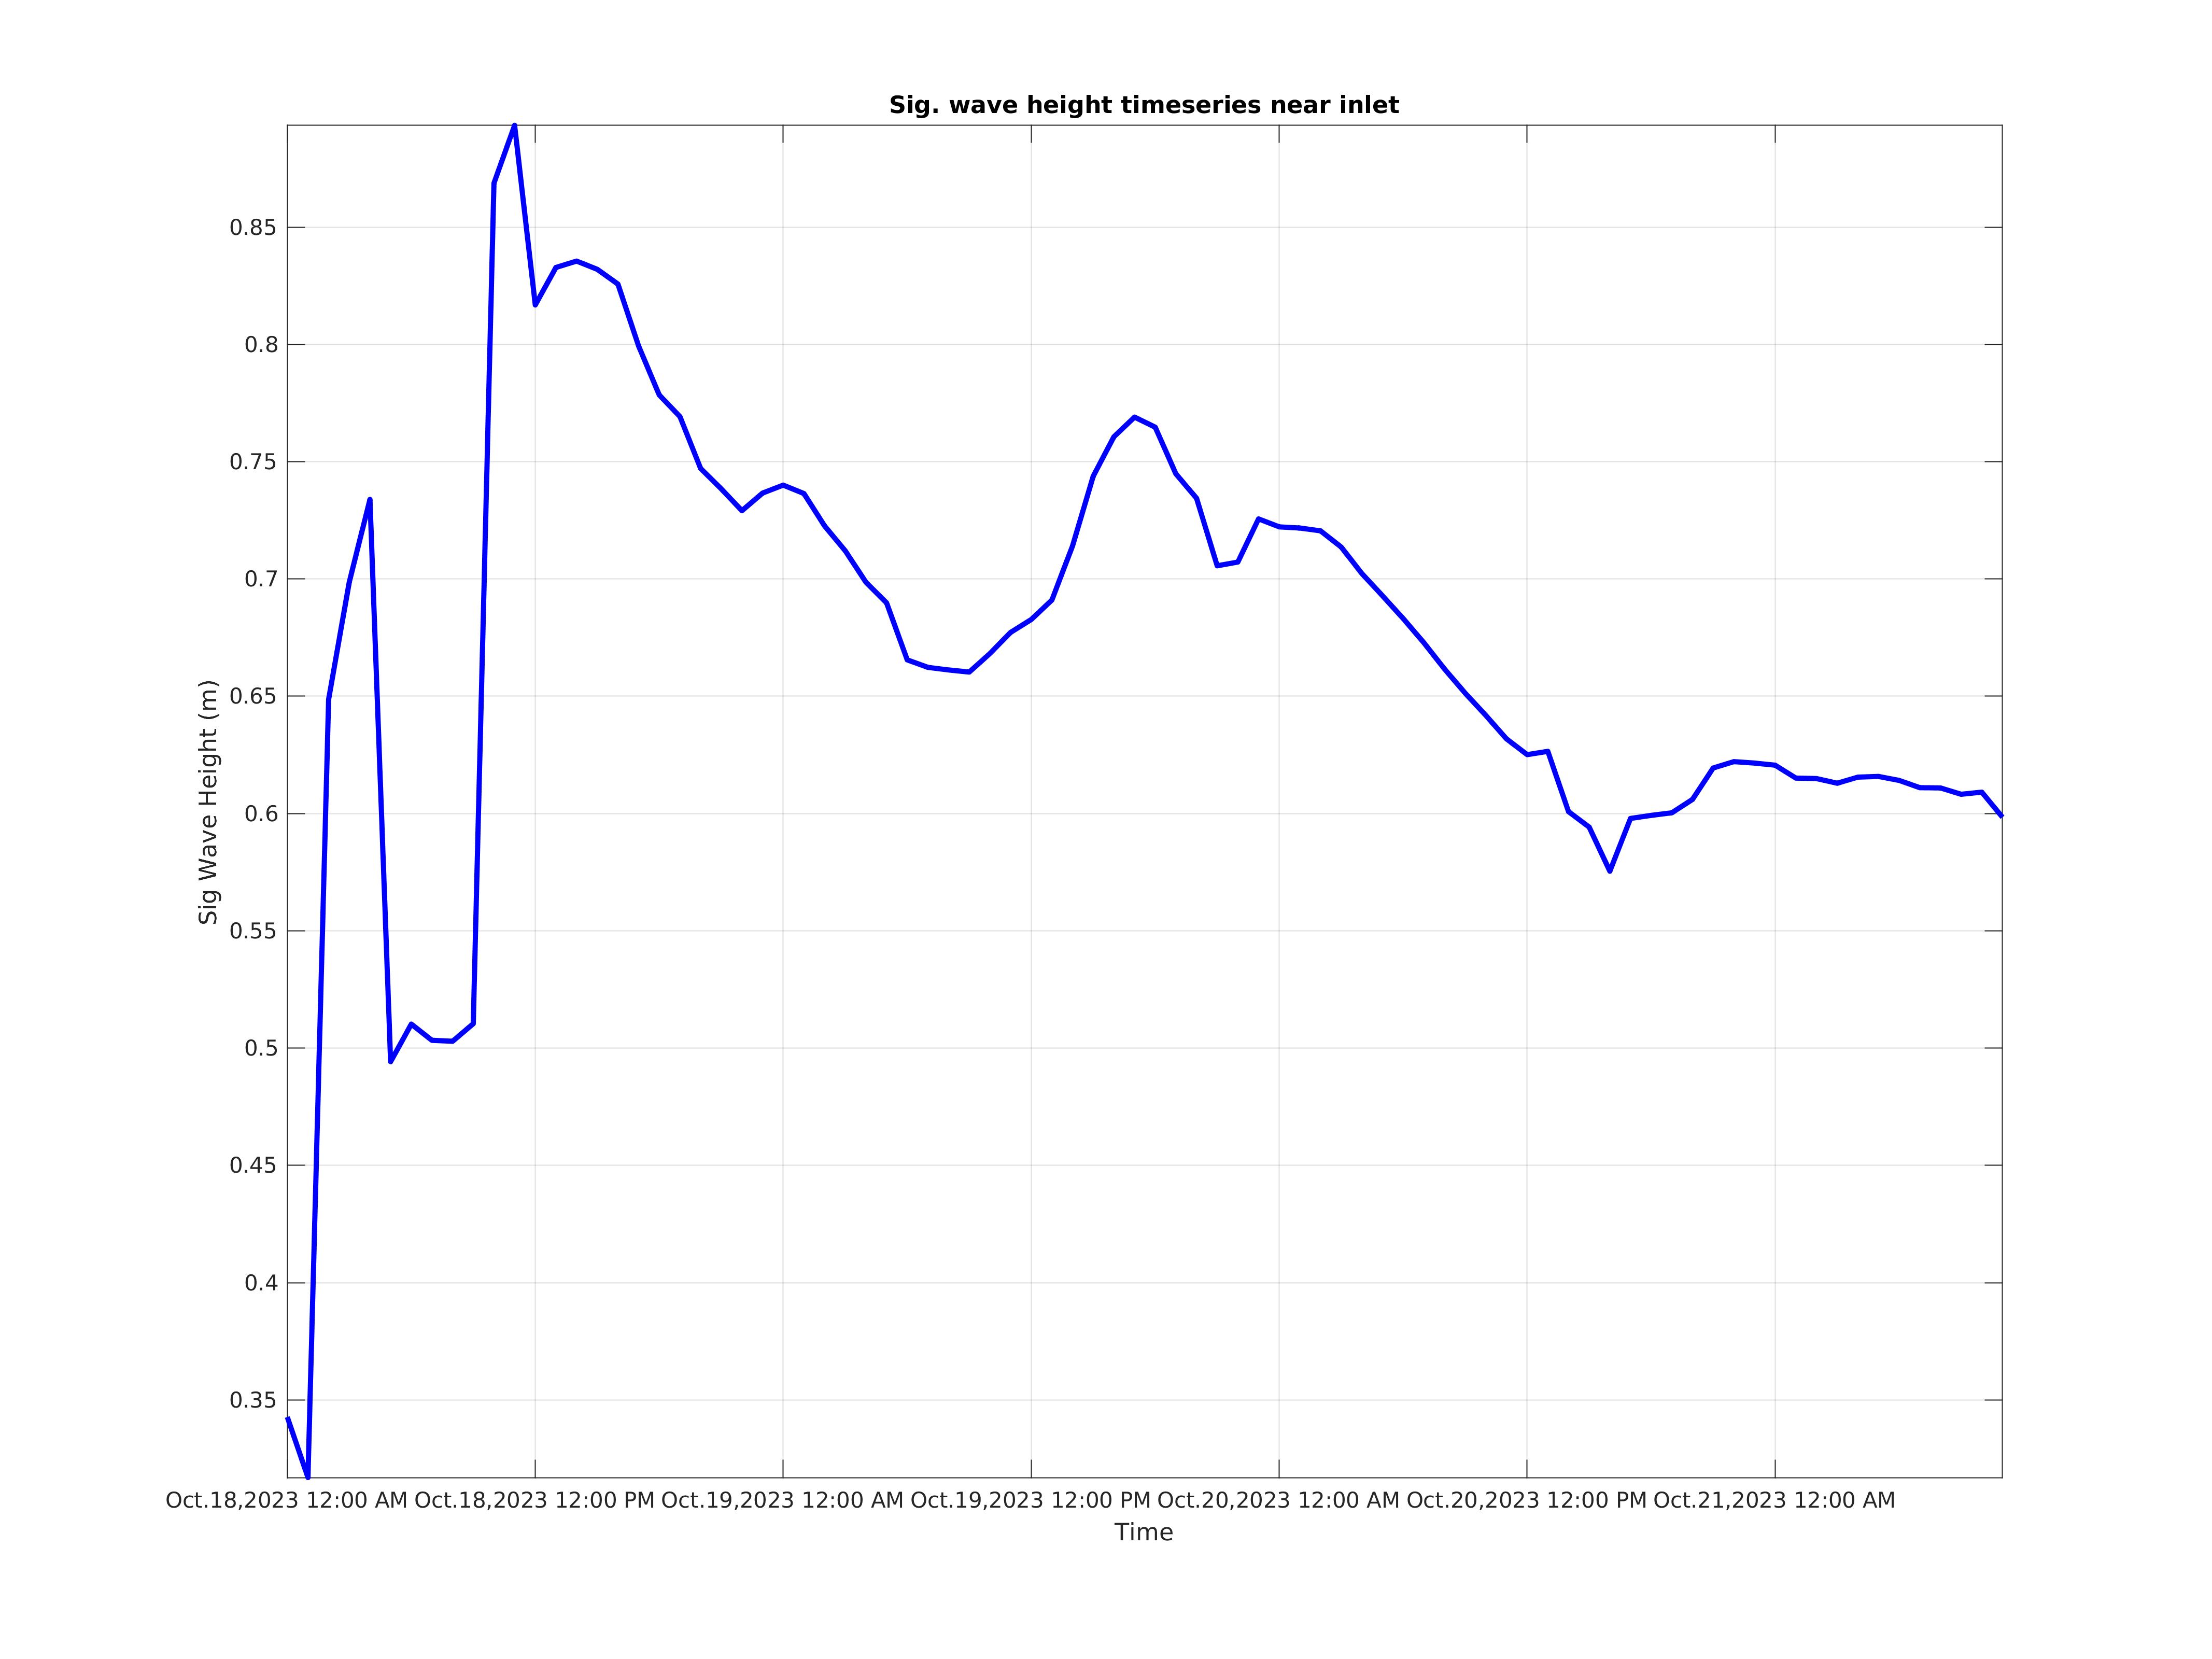 Sig. wave height timeseries near inlet
0.85
0.8
0.75
0.7
0.65
0.6
0.55
0.5
0.45
0.4
0.35
Sig Wave Height (m)
Oct.18,2023 12:00 AM Oct.18,2023 12:00 PM Oct.19,2023 12:00 AM Oct.19,2023 12:00 PM Oct.20,2023 12:00 AM Oct.20,2023 12:00 PM Oct.21,2023 12:00 AM
Time